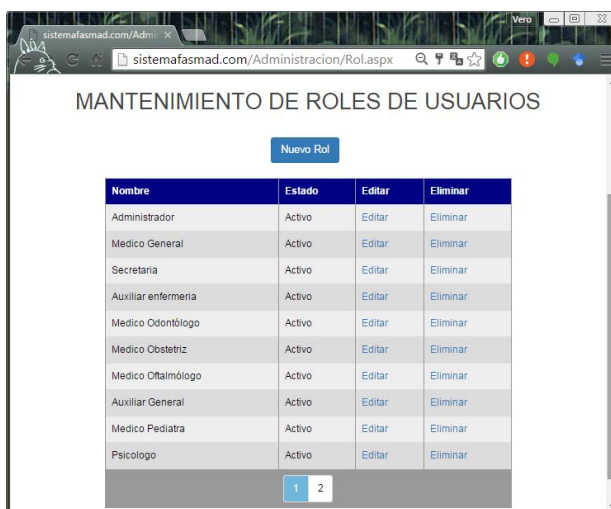 Vero
sistemafasmad.com/Admi
sistemafasmad.com/Administracion/Rol.aspx
MANTENIMIENTO DE ROLES DE USUARIOS
Nuevo Rol
Nombre Estado Editar Eliminar
Administrador Activo Editar Eliminar
Medico General Activo Editar Eliminar
Secretaria Activo Editar Eliminar
Auxiliar enfermeria Activo Editar Eliminar
Medico Odontólogo Activo Editar Eliminar
Medico Obstetriz Activo Editar Eliminar
Medico Oftalmólogo Activo Editar Eliminar
Auxiliar General Activo Editar Eliminar
Medico Pediatra Activo Editar Eliminar
Psicologo Activo Editar Eliminar
1 2